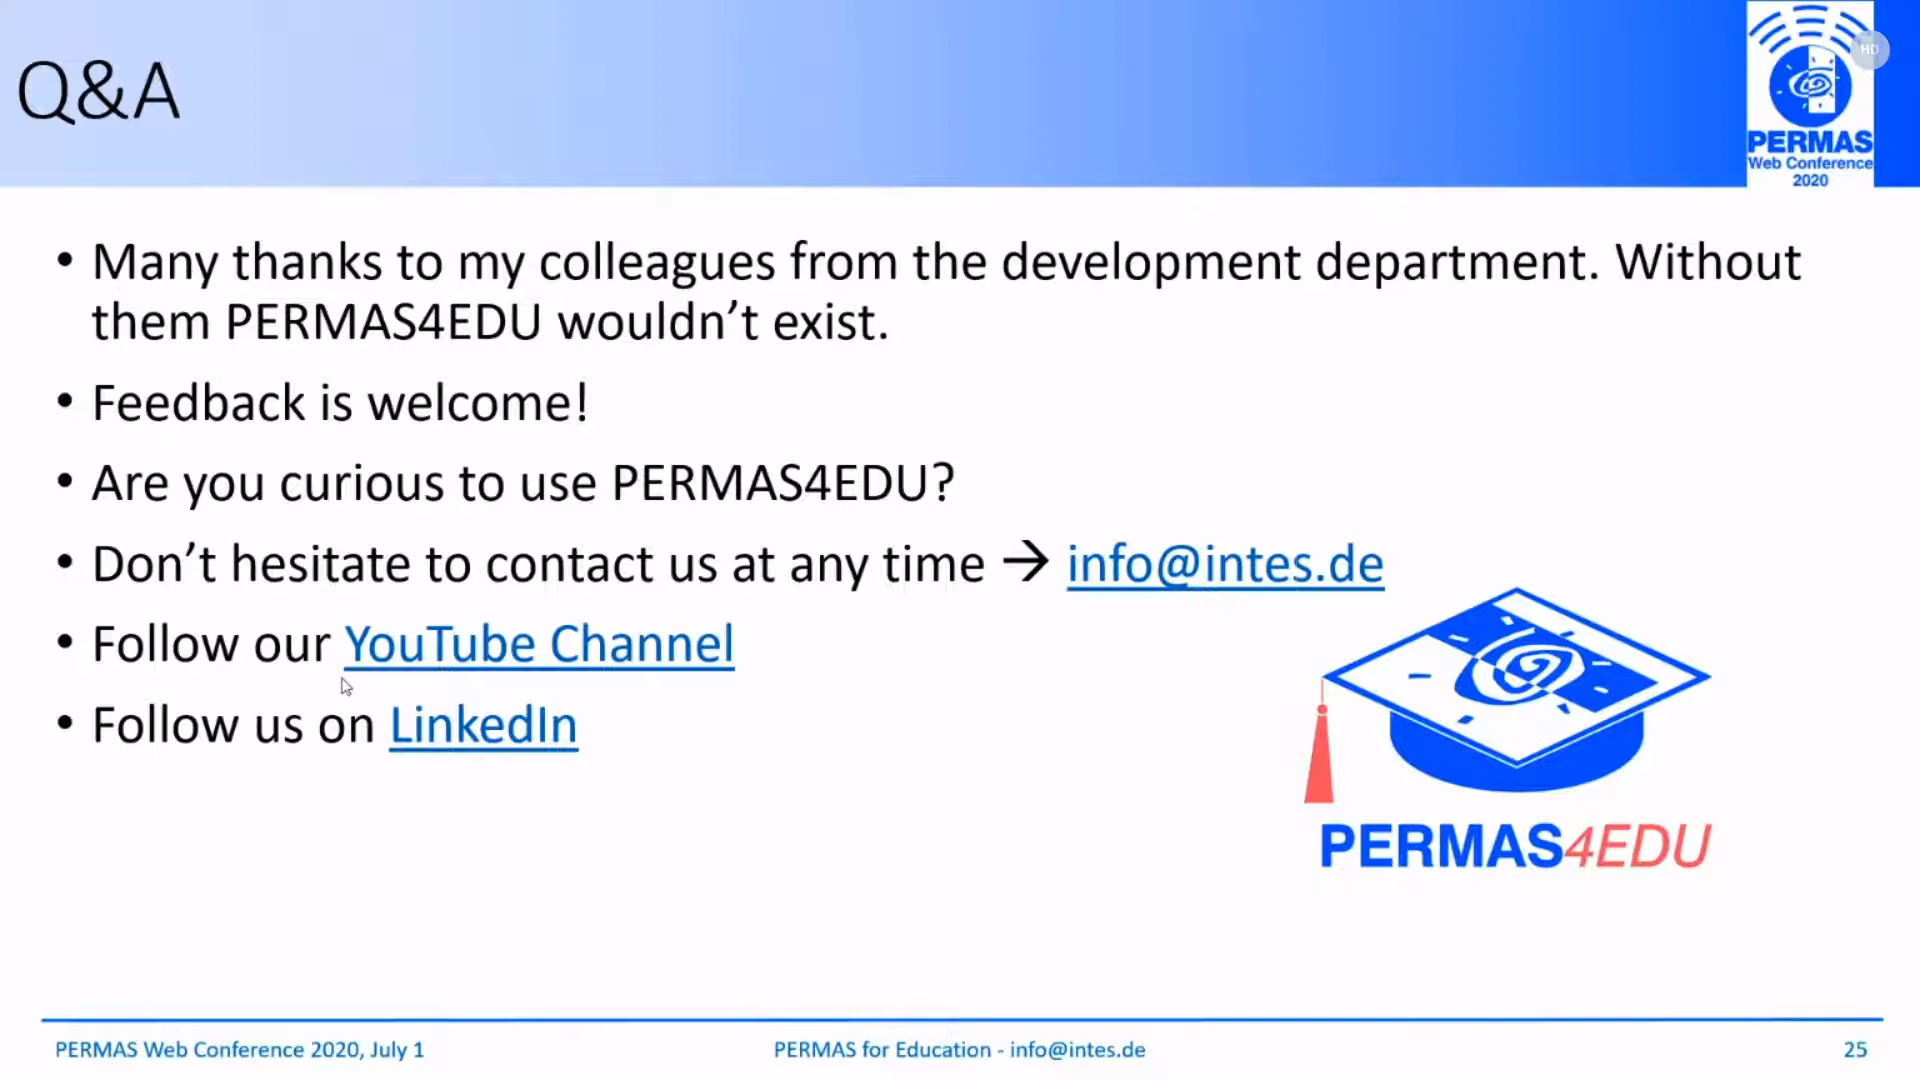 Q&A
HD
PERMAS
Web Conference
2020
• Many thanks to my colleagues from the development department. Without
them PERMAS4EDU wouldn’t exist.
• Feedback is welcome!
• Are you curious to use PERMAS4EDU?
• Don’t hesitate to contact us at any time → info@intes.de
• Follow our YouTube Channel
• Follow us on LinkedIn
PERMAS4EDU
PERMAS Web Conference 2020, July 1
PERMAS for Education - info@intes.de
25